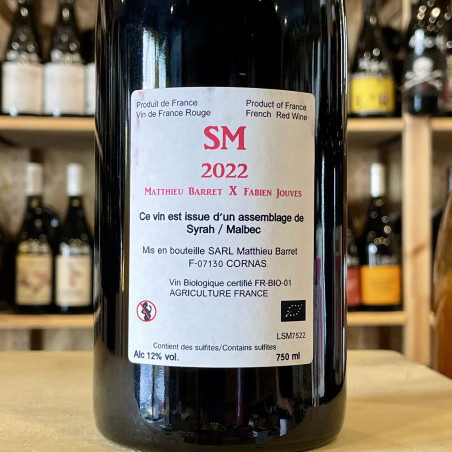 Produit de France
Vin de France Rouge
Product of France
French Red Wine
SM
2022
MATTHIEU BARRET X FABIEN JOUVES
Ce vin est issue d'un assemblage de
Syrah / Malbec
Mis en bouteille SARL Matthieu Barret
F-07130 CORNAS
Vin Biologique certifié FR-BIO-01
AGRICULTURE FRANCE
LSM7522
Contient des sulfites/Contains sulfites
Alc 12% vol.
750 ml